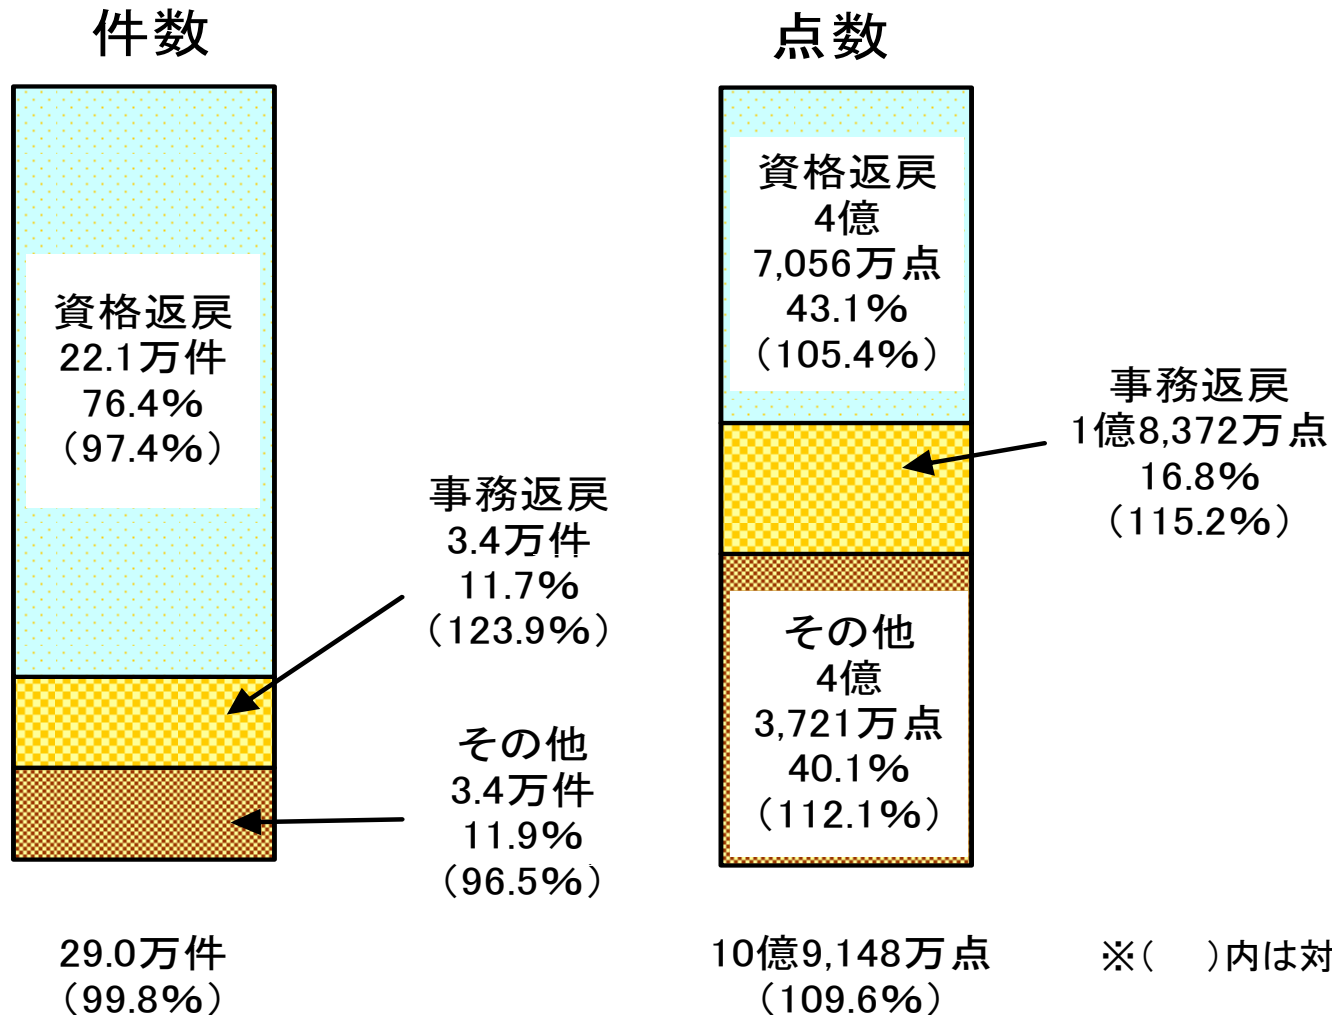 件数
資格返戻
22.1万件
76.4%
（97.4%）
事務返戻
3.4万件
11.7%
（123.9%）
その他
3.4万件
11.9%
（96.5%）
29.0万件
（99.8%）
点数
資格返戻
4億
7,056万点
43.1%
（105.4%）
事務返戻
1億8,372万点
16.8%
（115.2%）
その他
4億
3,721万点
40.1%
（112.1%）
10億9,148万点
（109.6%）
※(　)内は対